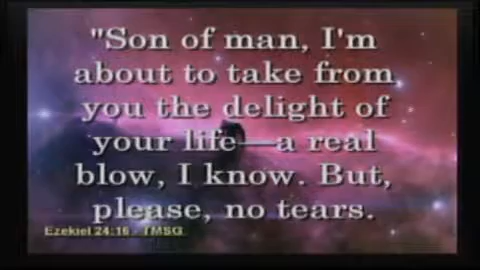 "Son of man, I'm
about to take from
you the delight of
your life—a real
blow, I know. But,
please, no tears.
Ezekiel 24:16 - TMSG